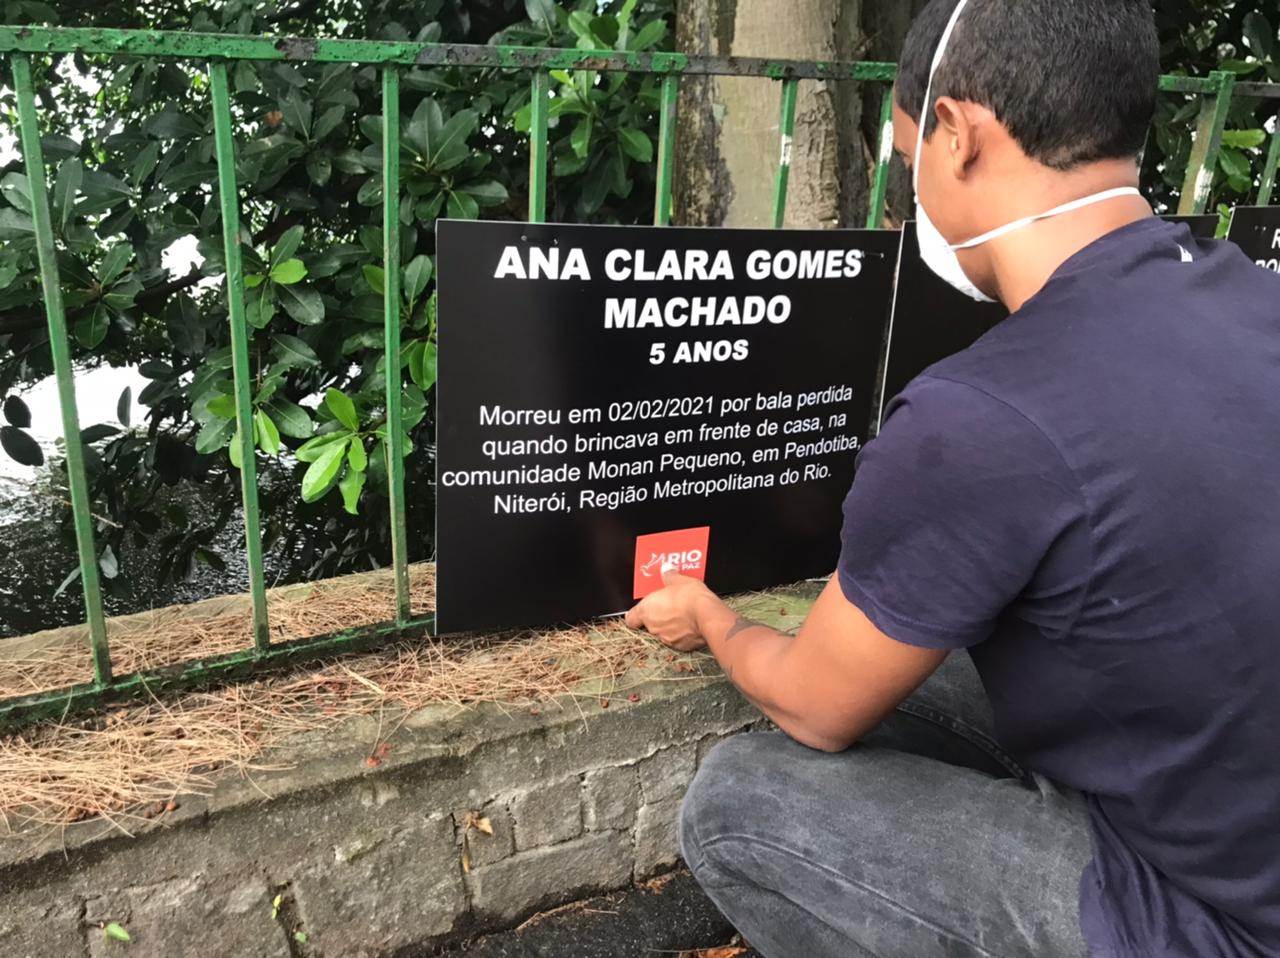 ANA CLARA GOMES
MACHADO
5 ANOS
Morreu em 02/02/2021 por bala perdida
quando brincava em frente de casa, na
comunidade Monan Pequeno, em Pendotiba,
Niterói, Região Metropolitana do Rio.
RIO
PAZ